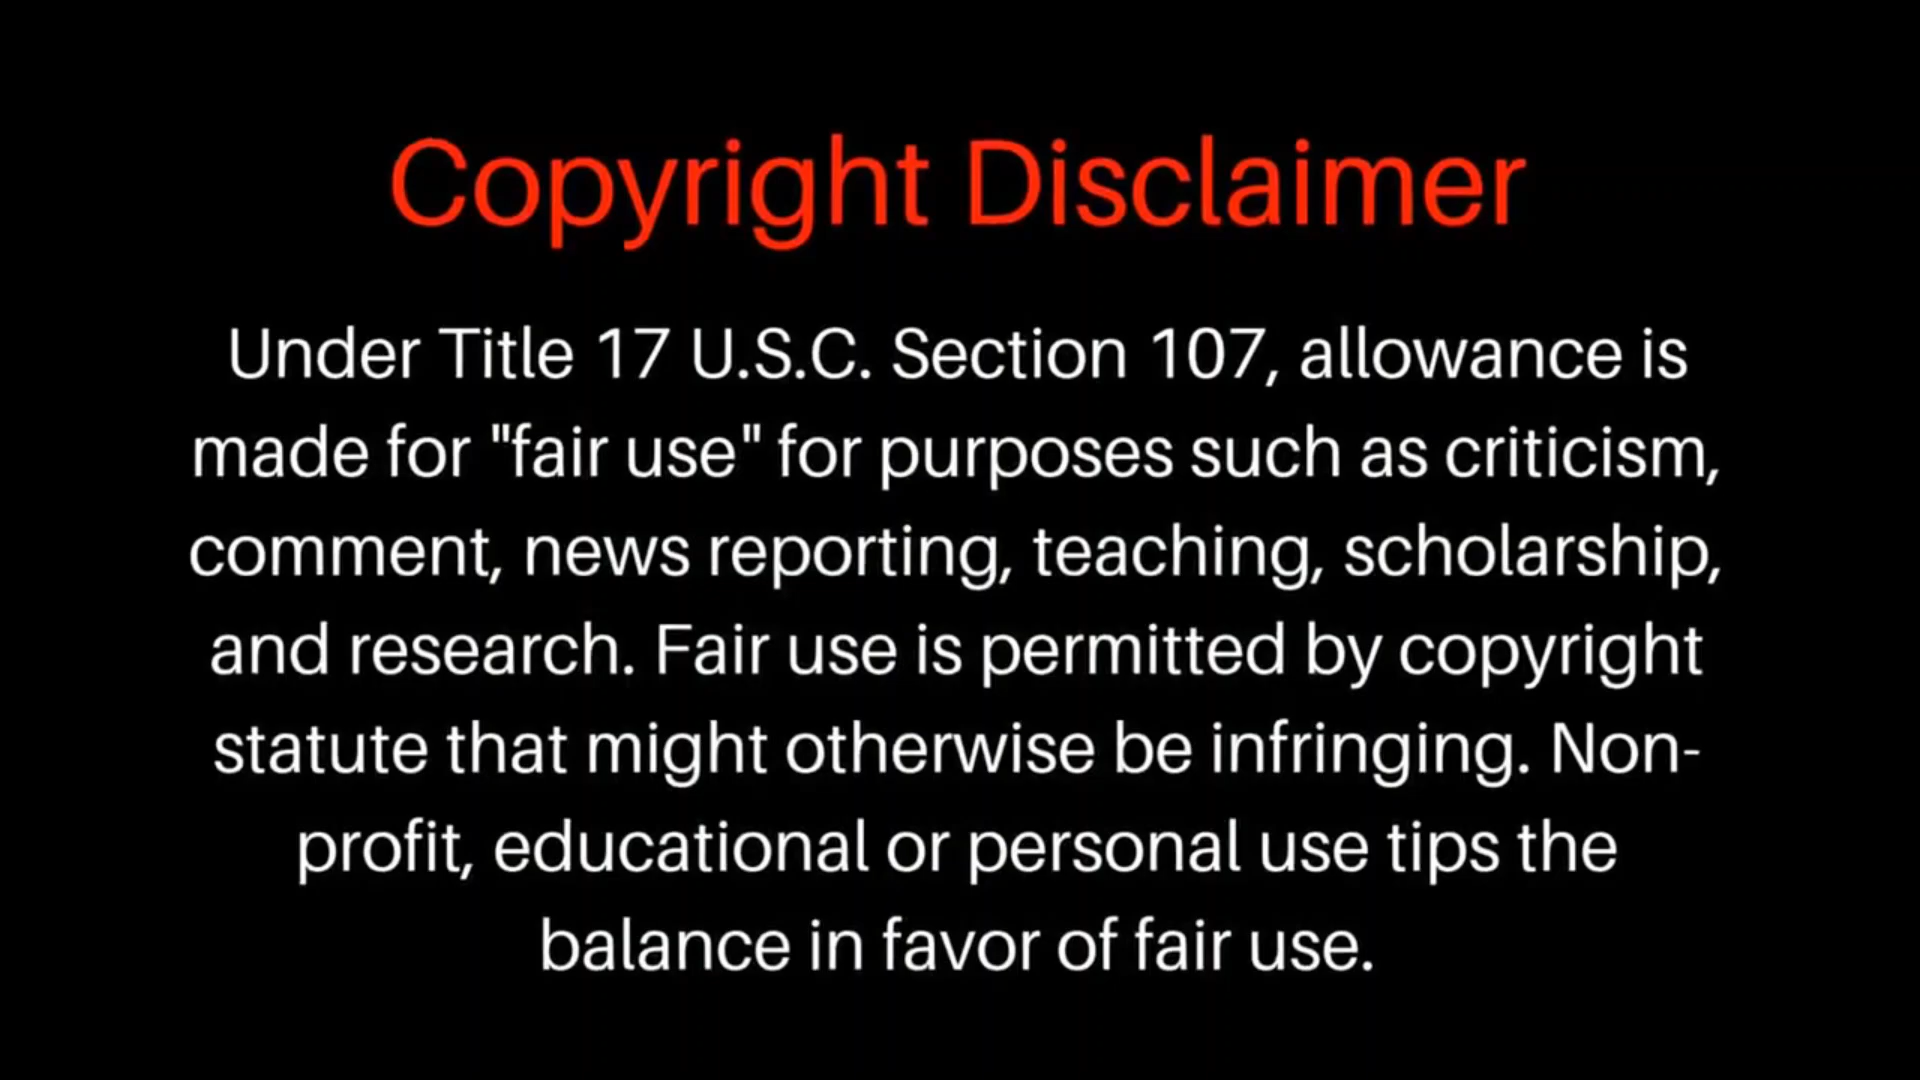 Copyright Disclaimer
Under Title 17 U.S.C. Section 107, allowance is
made for "fair use" for purposes such as criticism,
comment, news reporting, teaching, scholarship,
and research. Fair use is permitted by copyright
statute that might otherwise be infringing. Non-
profit, educational or personal use tips the
balance in favor of fair use.